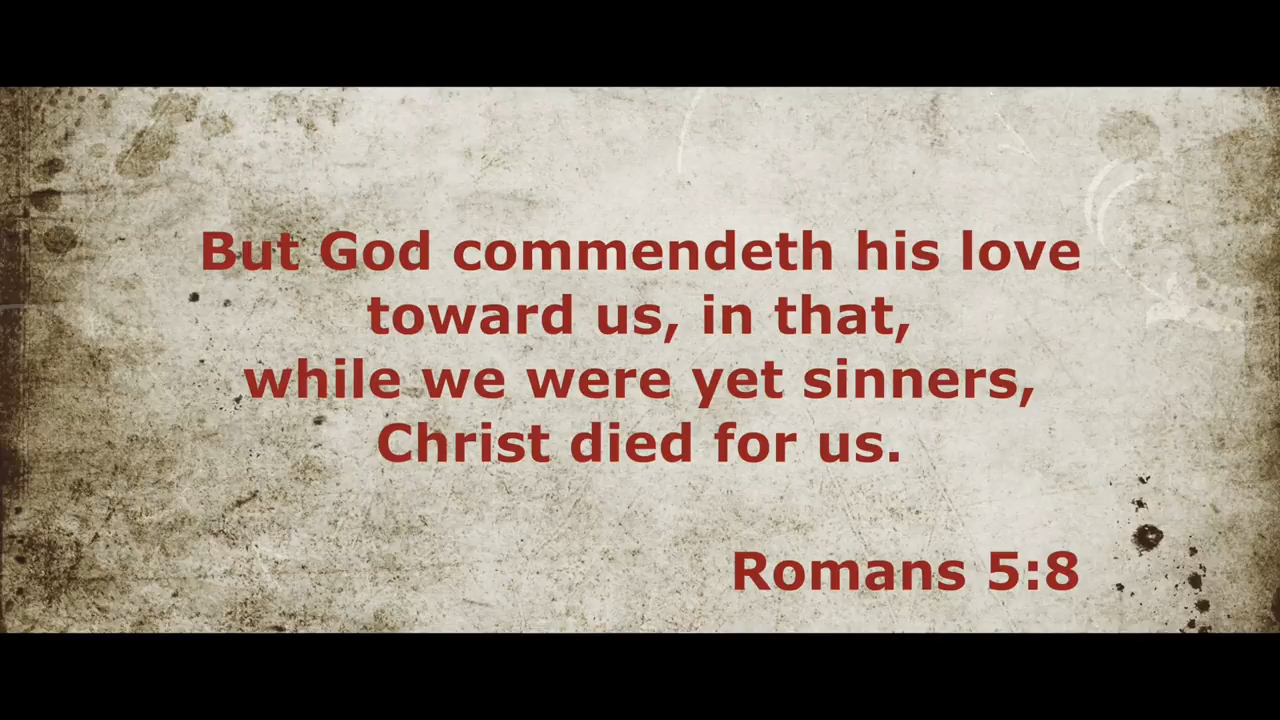 But God commendeth his love
toward us, in that,
while we were yet sinners,
Christ died for us.
Romans 5:8